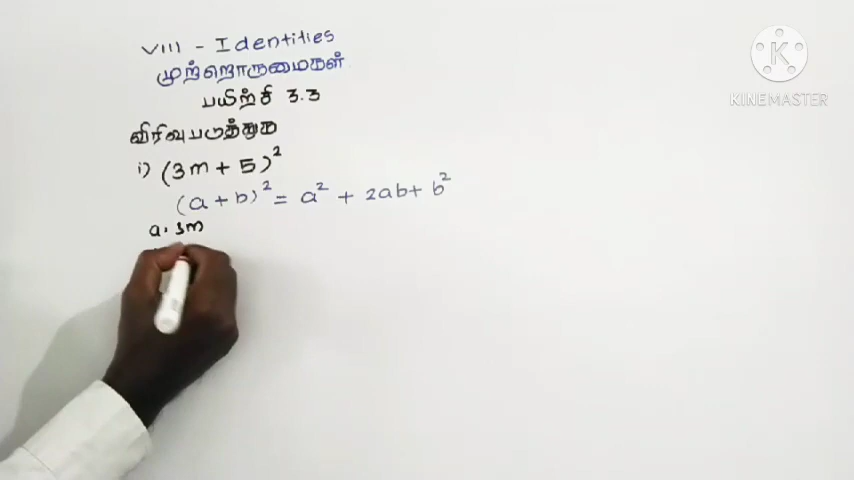 VIII - Identities
முற்றொருமைகள்
பயிற்சி 3.3
விரிவுபடுத்துக
i) (3m + 5)²
(a + b)² = a² + 2ab + b²
a = 3m
K
KINEMASTER